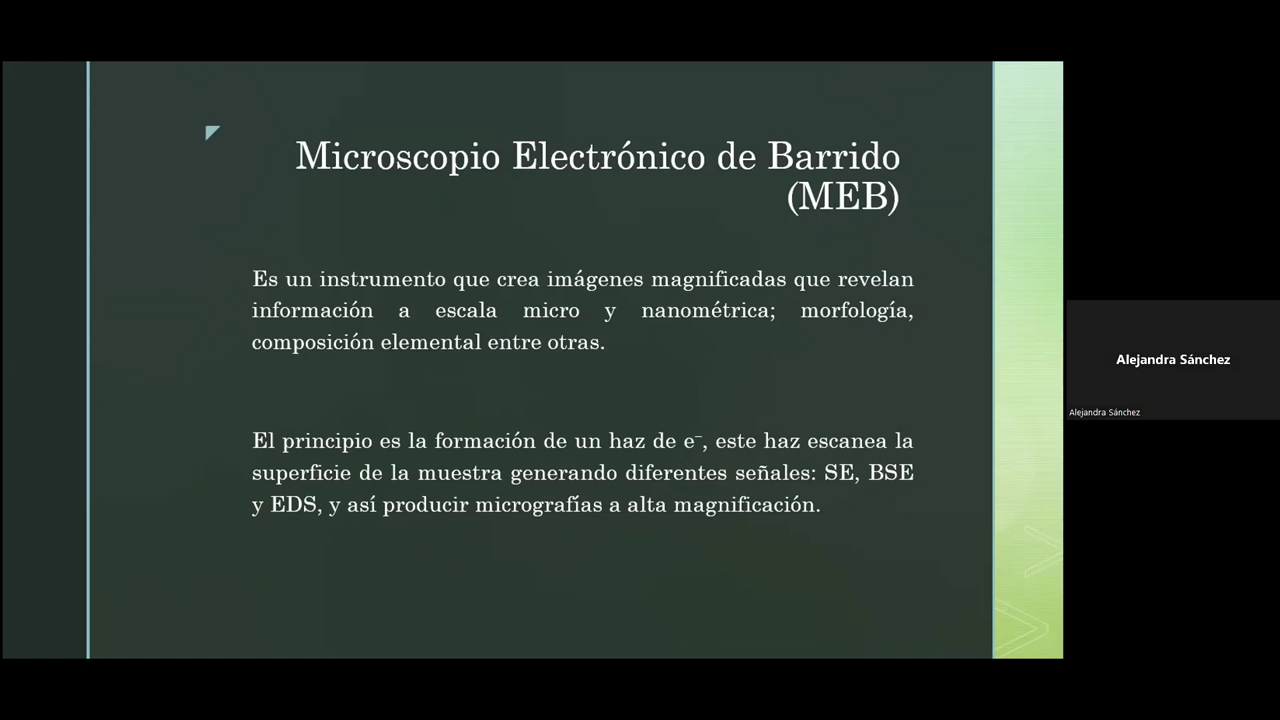 Microscopio Electrónico de Barrido
(MEB)
Es un instrumento que crea imágenes magnificadas que revelan
información a escala micro y nanométrica; morfología,
composición elemental entre otras.
El principio es la formación de un haz de e⁻, este haz escanea la
superficie de la muestra generando diferentes señales: SE, BSE
y EDS, y así producir micrografías a alta magnificación.
Alejandra Sánchez
Alejandra Sánchez